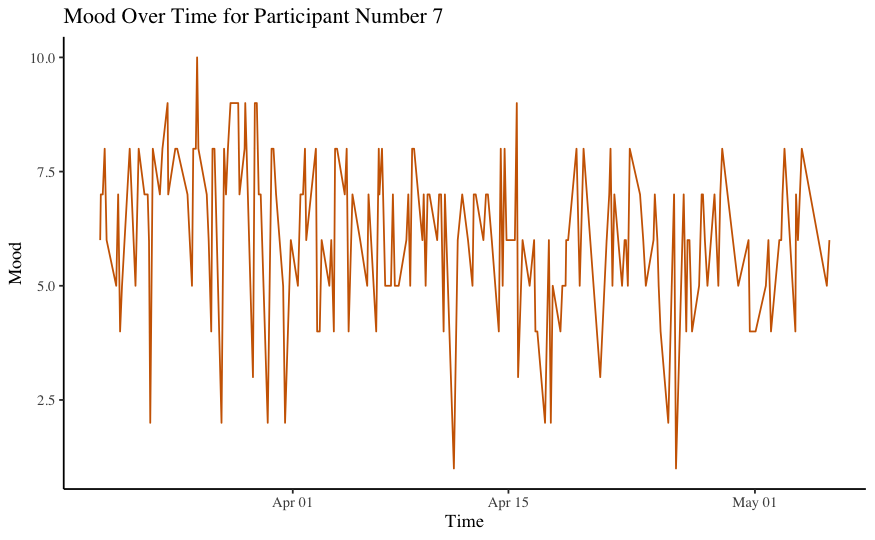 Mood Over Time for Participant Number 7
10.0
7.5
5.0
2.5
Mood
Apr 01
Apr 15
May 01
Time